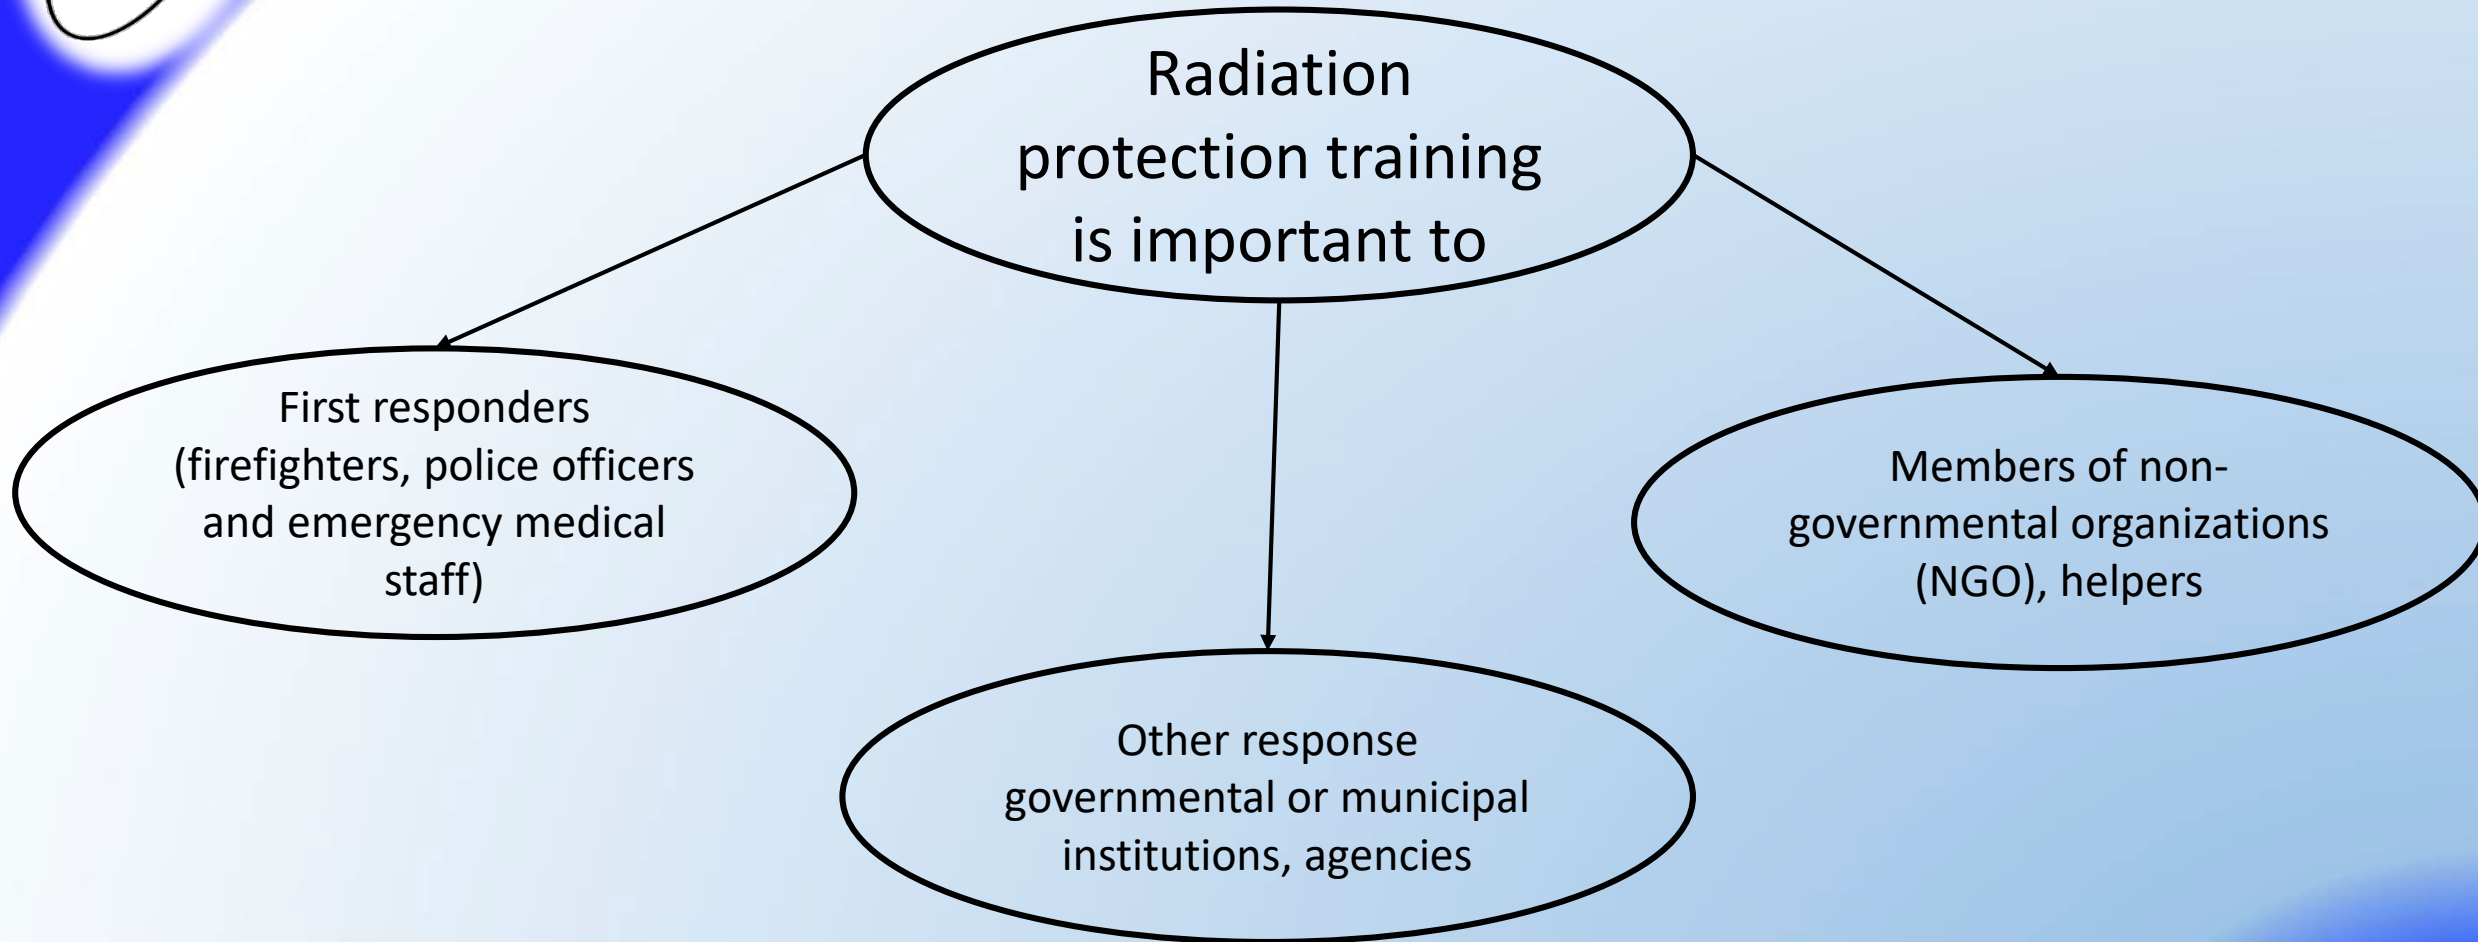 Radiation
protection training
is important to
First responders
(firefighters, police officers
and emergency medical
staff)
Members of non-
governmental organizations
(NGO), helpers
Other response
governmental or municipal
institutions, agencies